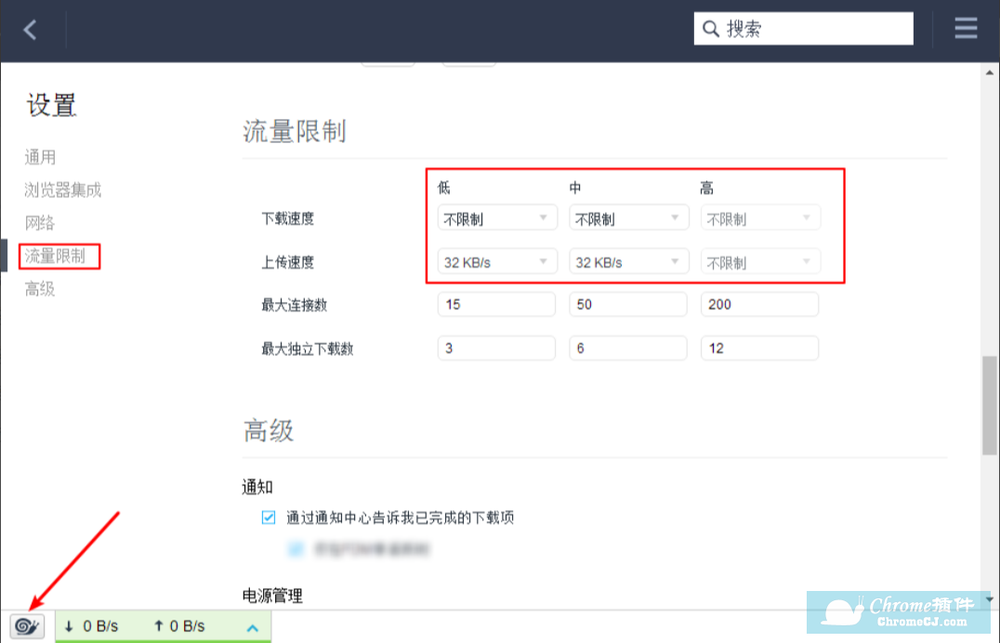 搜索
设置
通用
浏览器集成
网络
流量限制
高级
流量限制
低 中 高
下载速度 不限制 不限制 不限制
上传速度 32 KB/s 32 KB/s 不限制
最大连接数 15 50 200
最大独立下载数 3 6 12
高级
通知
通过通知中心告诉我已完成的下载项
电源管理
↓ 0 B/s ↑ 0 B/s
Chrome插件
ChromeCJ.com